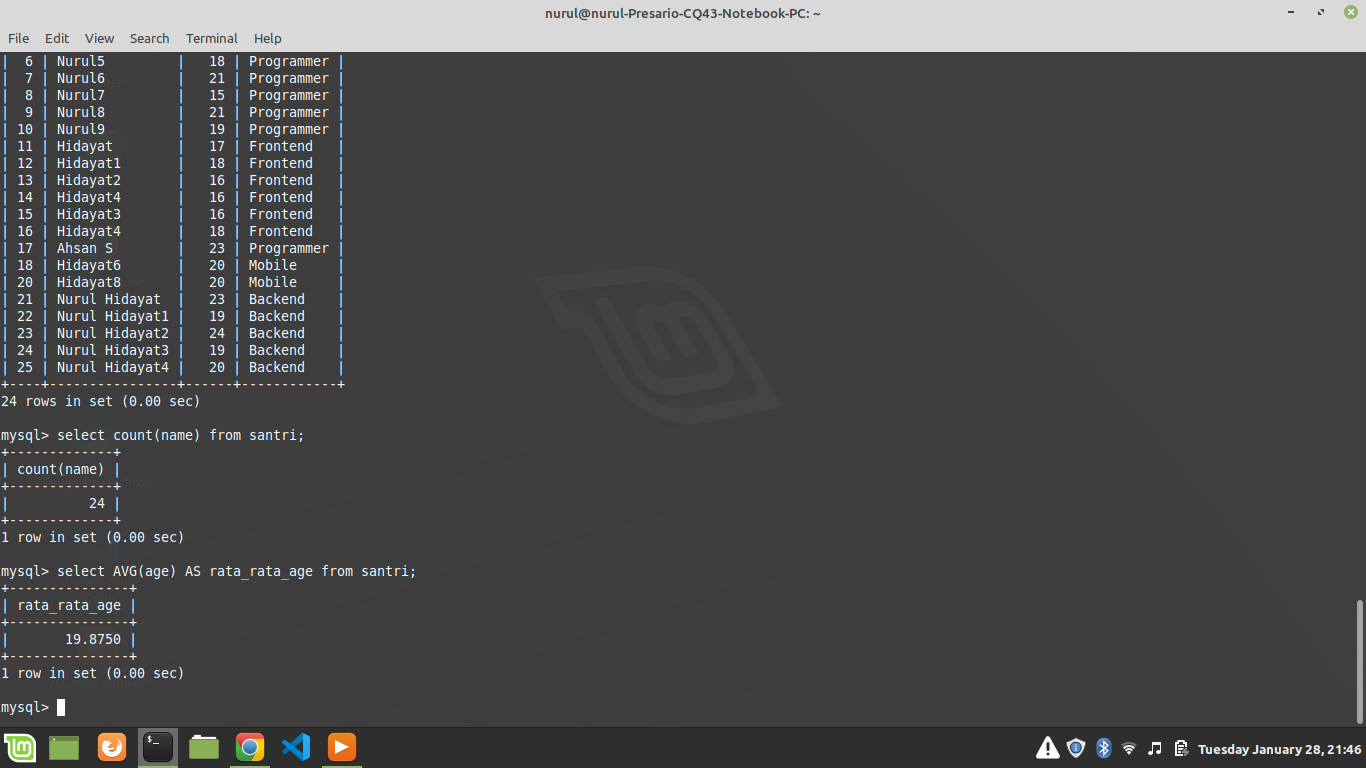 nurul@nurul-Presario-CQ43-Notebook-PC: ~
File Edit View Search Terminal Help
|  6 | Nurul5         |   18 | Programmer |
|  7 | Nurul6         |   21 | Programmer |
|  8 | Nurul7         |   15 | Programmer |
|  9 | Nurul8         |   21 | Programmer |
| 10 | Nurul9         |   19 | Programmer |
| 11 | Hidayat        |   17 | Frontend   |
| 12 | Hidayat1       |   18 | Frontend   |
| 13 | Hidayat2       |   16 | Frontend   |
| 14 | Hidayat4       |   16 | Frontend   |
| 15 | Hidayat3       |   16 | Frontend   |
| 16 | Hidayat4       |   18 | Frontend   |
| 17 | Ahsan S        |   23 | Programmer |
| 18 | Hidayat6       |   20 | Mobile     |
| 20 | Hidayat8       |   20 | Mobile     |
| 21 | Nurul Hidayat  |   23 | Backend    |
| 22 | Nurul Hidayat1 |   19 | Backend    |
| 23 | Nurul Hidayat2 |   24 | Backend    |
| 24 | Nurul Hidayat3 |   19 | Backend    |
| 25 | Nurul Hidayat4 |   20 | Backend    |
+----+----------------+------+------------+
24 rows in set (0.00 sec)
mysql> select count(name) from santri;
+-------------+
| count(name) |
+-------------+
|          24 |
+-------------+
1 row in set (0.00 sec)
mysql> select AVG(age) AS rata_rata_age from santri;
+---------------+
| rata_rata_age |
+---------------+
|       19.8750 |
+---------------+
1 row in set (0.00 sec)
mysql>
Tuesday January 28, 21:46